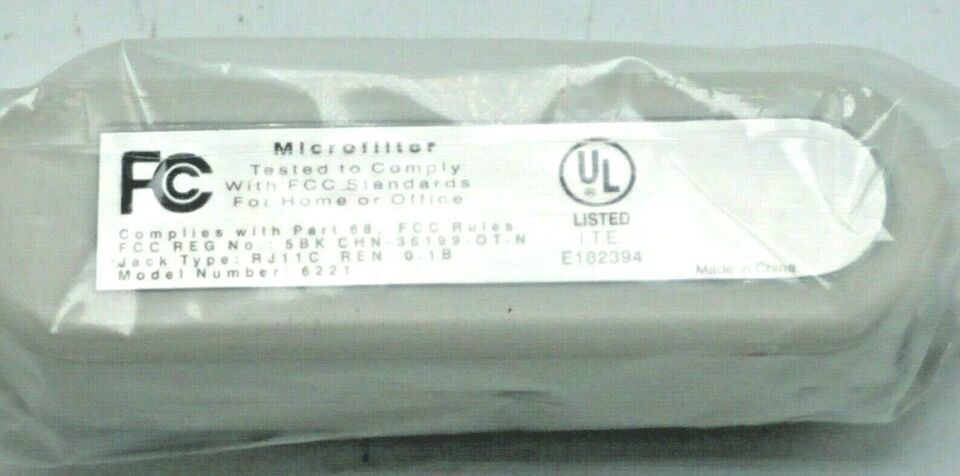 FC
Microfilter
Tested to Comply
With FCC Standards
For Home or Office
Complies with Part 68, FCC Rules
FCC REG No.: 5BK CHN-36199-OT-N
Jack Type: RJ11C REN: 0.1B
Model Number: 6221
UL
®
LISTED
I.T.E.
E182394
Made in China